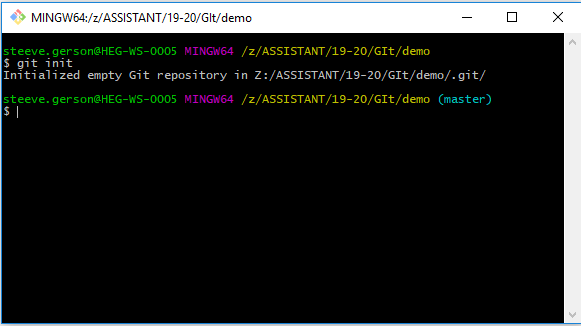 MINGW64:/z/ASSISTANT/19-20/GIt/demo
steeve.gerson@HEG-WS-0005 MINGW64 /z/ASSISTANT/19-20/GIt/demo
$ git init
Initialized empty Git repository in Z:/ASSISTANT/19-20/GIt/demo/.git/
steeve.gerson@HEG-WS-0005 MINGW64 /z/ASSISTANT/19-20/GIt/demo (master)
$